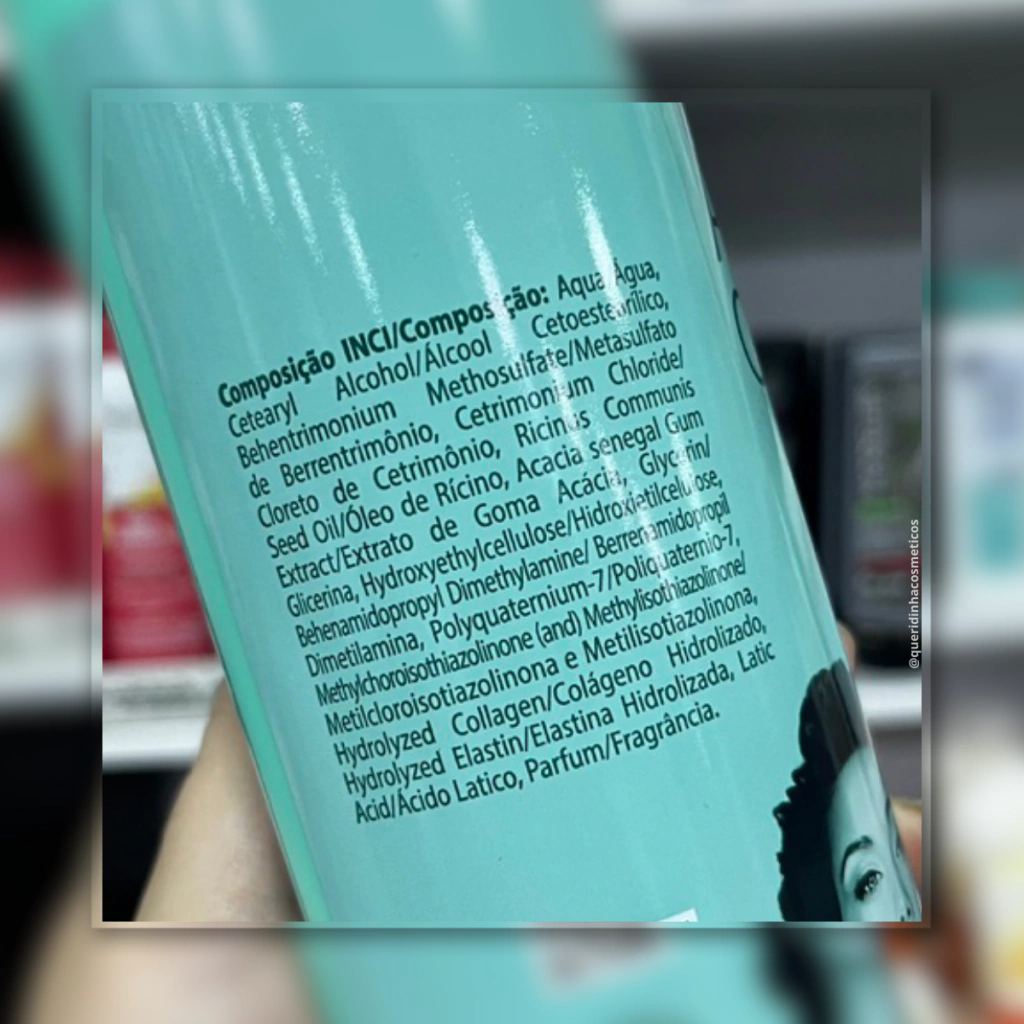 Composição INCI/Composição: Aqua/Água,
Cetearyl Alcohol/Álcool Cetoestearílico,
Behentrimonium Methosulfate/Metasulfato
de Berrentrimônio, Cetrimonium Chloride/
Cloreto de Cetrimônio, Ricinus Communis
Seed Oil/Óleo de Rícino, Acacia Senegal Gum
Extract/Extrato de Goma Acácia, Glycerin/
Glicerina, Hydroxyethylcellulose/Hidroxietilcelulose,
Behenamidopropyl Dimethylamine/ Berrenamidopropil
Dimetilamina, Polyquaternium-7/Poliquaternio-7,
Methylchoroisothiazolinone (and) Methylisothiazolinone/
Metilcloroisotiazolinona e Metilisotiazolinona,
Hydrolyzed Collagen/Colágeno Hidrolizado,
Hydrolyzed Elastin/Elastina Hidrolizada, Latic
Acid/Ácido Latico, Parfum/Fragrância.
@queridinhacosmeticos